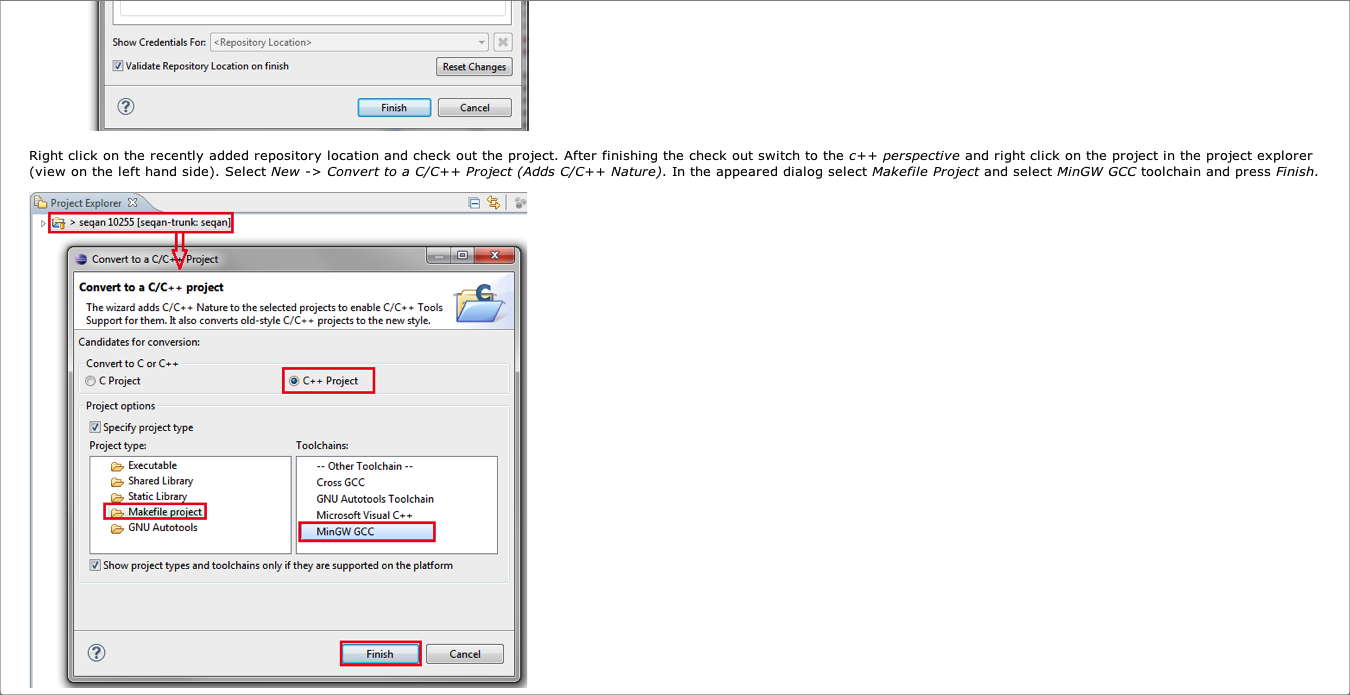 Show Credentials For: <Repository Location>
Validate Repository Location on finish
Reset Changes
Finish
Cancel
Right click on the recently added repository location and check out the project. After finishing the check out switch to the c++ perspective and right click on the project in the project explorer
(view on the left hand side). Select New -> Convert to a C/C++ Project (Adds C/C++ Nature). In the appeared dialog select Makefile Project and select MinGW GCC toolchain and press Finish.
Project Explorer
> seqan 10255 [seqan-trunk: seqan]
Convert to a C/C++ Project
Convert to a C/C++ project
The wizard adds C/C++ Nature to the selected projects to enable C/C++ Tools
Support for them. It also converts old-style C/C++ projects to the new style.
Candidates for conversion:
Convert to C or C++
C Project
C++ Project
Project options
Specify project type
Project type:
Executable
Shared Library
Static Library
Makefile project
GNU Autotools
Toolchains:
-- Other Toolchain --
Cross GCC
GNU Autotools Toolchain
Microsoft Visual C++
MinGW GCC
Show project types and toolchains only if they are supported on the platform
Finish
Cancel